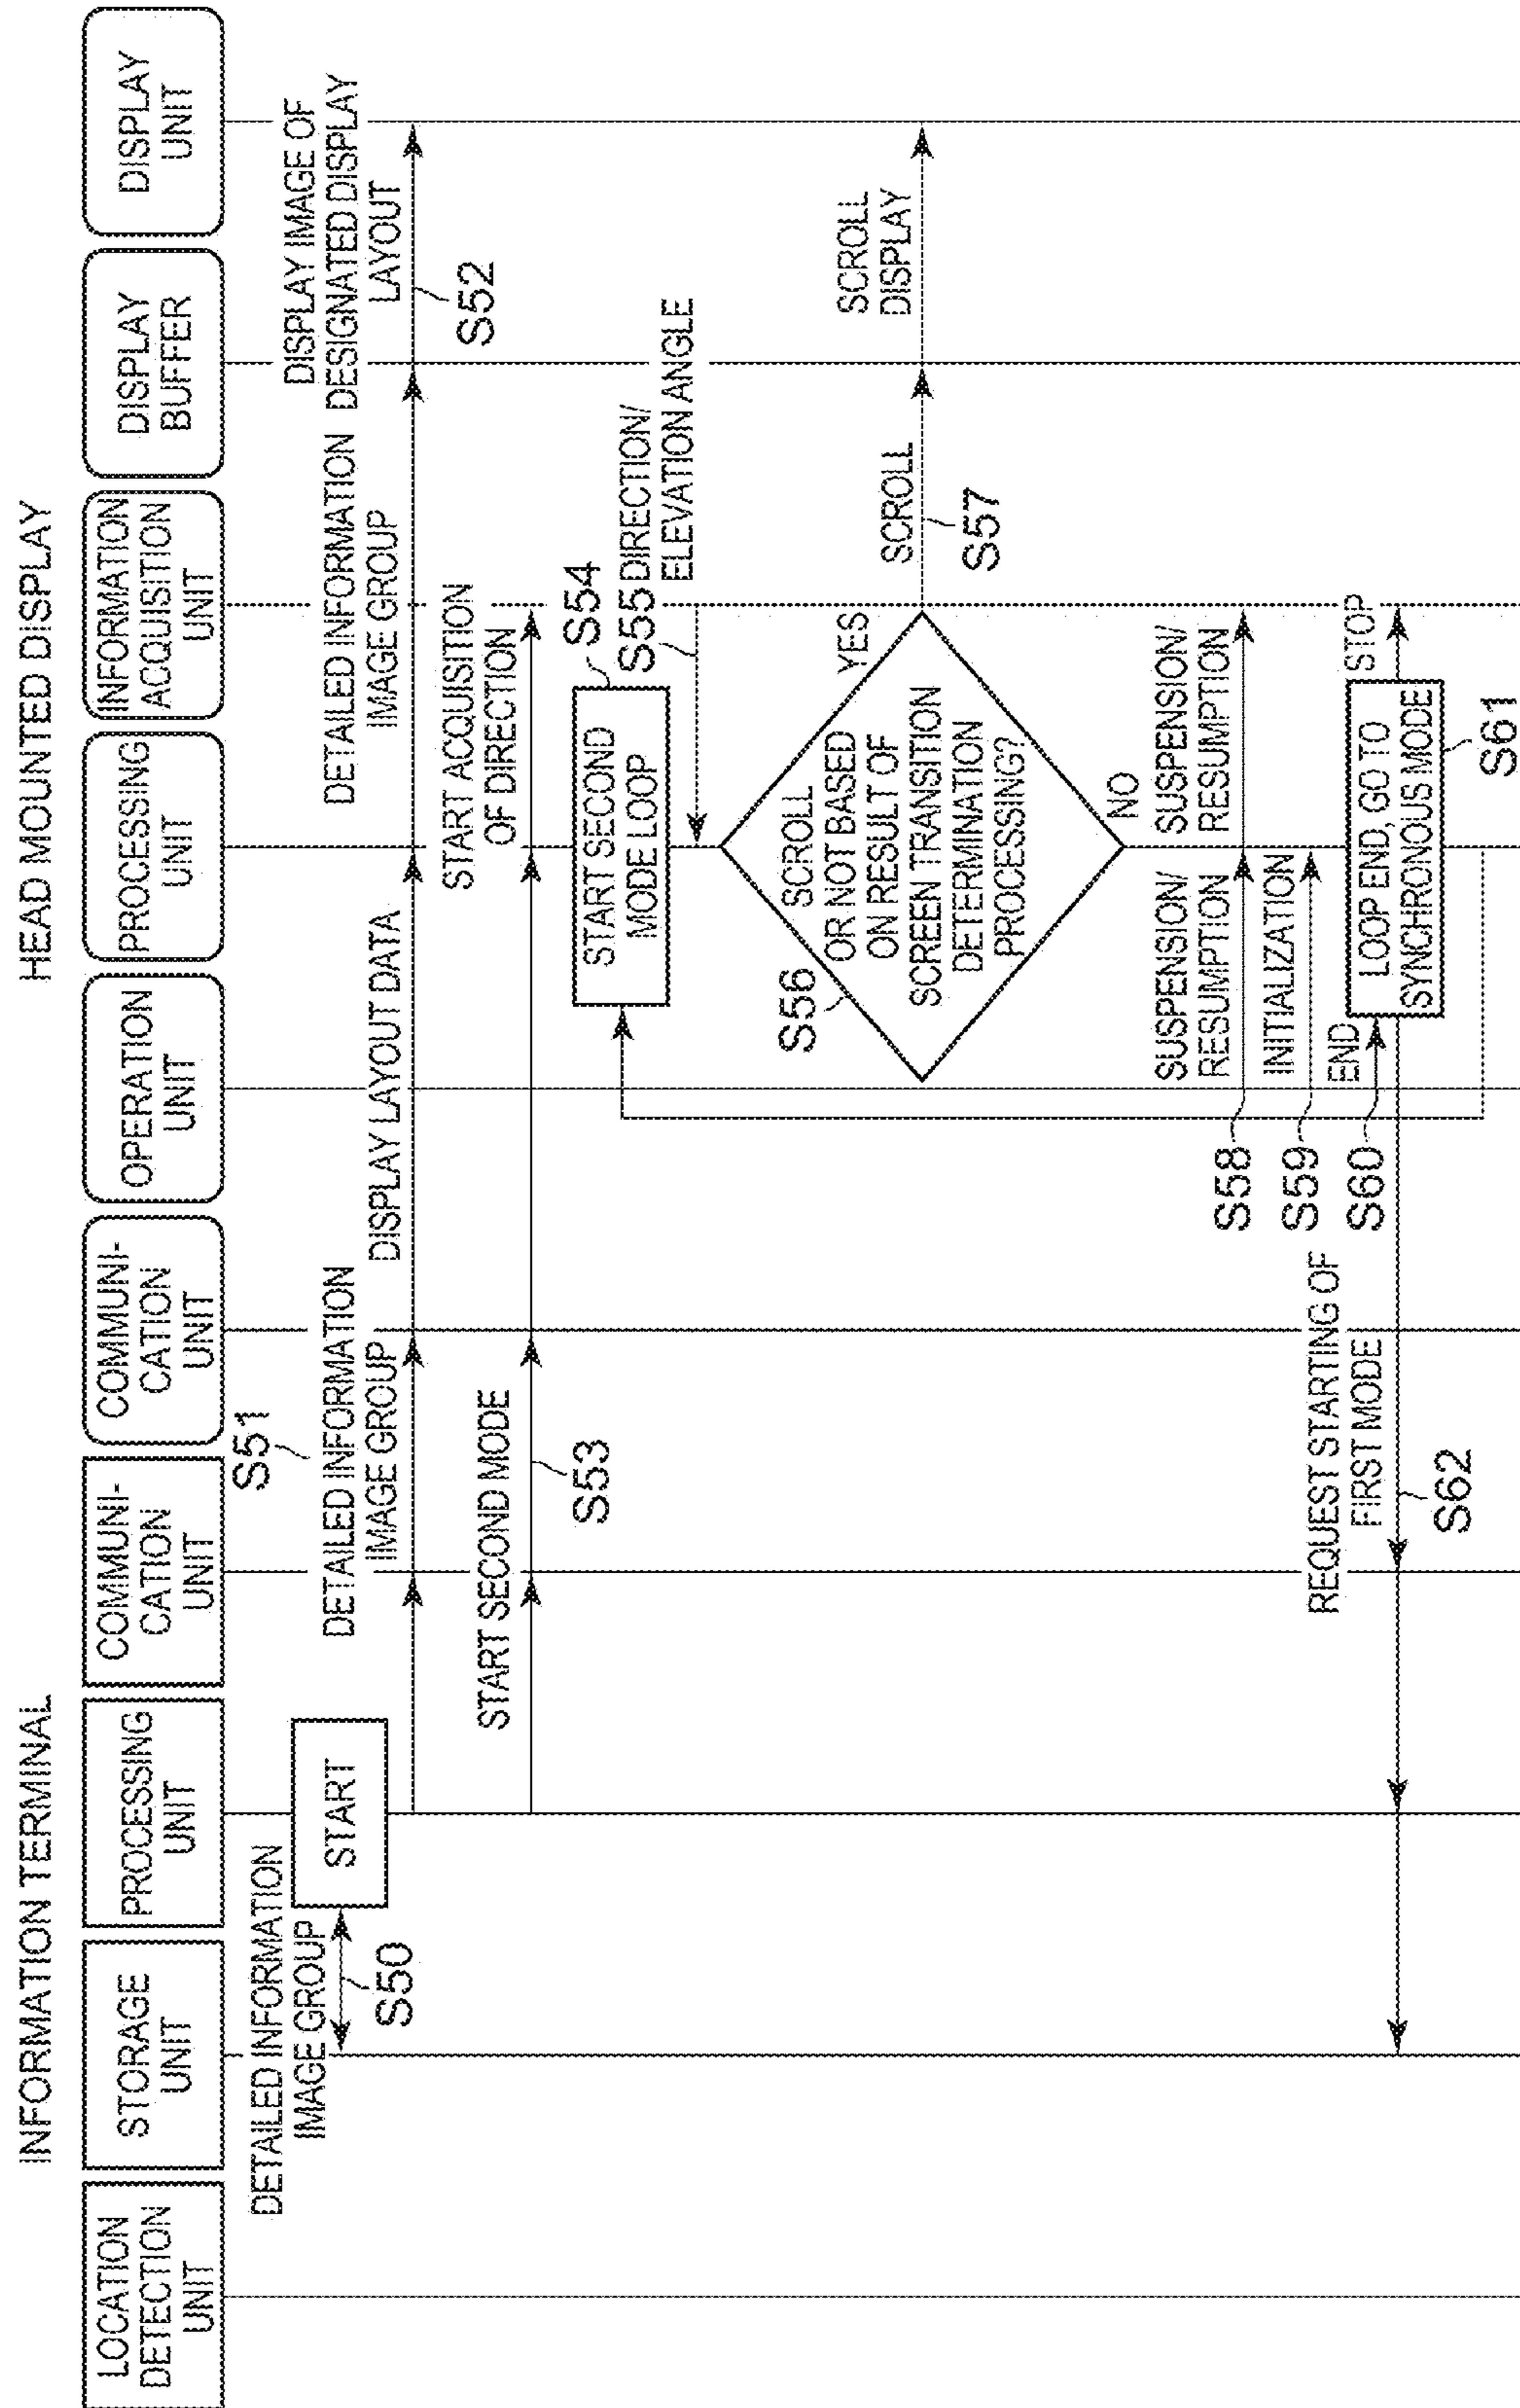 INFORMATION TERMINAL
HEAD MOUNTED DISPLAY
LOCATION
DETECTION
UNIT
STORAGE
UNIT
PROCESSING
UNIT
COMMUNI-
CATION
UNIT
COMMUNI-
CATION
UNIT
OPERATION
UNIT
PROCESSING
UNIT
INFORMATION
ACQUISITION
UNIT
DISPLAY
BUFFER
DISPLAY
UNIT
DETAILED INFORMATION
IMAGE GROUP
S50
START
S51
DETAILED INFORMATION
IMAGE GROUP
DISPLAY LAYOUT DATA
DETAILED INFORMATION
IMAGE GROUP
DISPLAY IMAGE OF
DESIGNATED DISPLAY
LAYOUT
S52
START SECOND MODE
S53
START ACQUISITION
OF DIRECTION
START SECOND
MODE LOOP
S54
S55
DIRECTION/
ELEVATION ANGLE
S56
SCROLL
OR NOT BASED
ON RESULT OF
SCREEN TRANSITION
DETERMINATION
PROCESSING?
YES
NO
SCROLL
S57
SCROLL
DISPLAY
S58
SUSPENSION/
RESUMPTION
SUSPENSION/
RESUMPTION
S59
INITIALIZATION
S60
END
LOOP END, GO TO
SYNCHRONOUS MODE
STOP
S61
REQUEST STARTING OF
FIRST MODE
S62